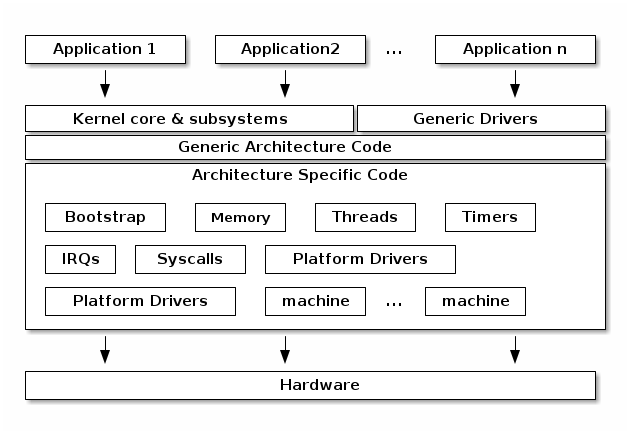 Application 1 Application2 ... Application n
Kernel core & subsystems Generic Drivers
Generic Architecture Code
Architecture Specific Code
Bootstrap Memory Threads Timers
IRQs Syscalls Platform Drivers
Platform Drivers machine ... machine
Hardware